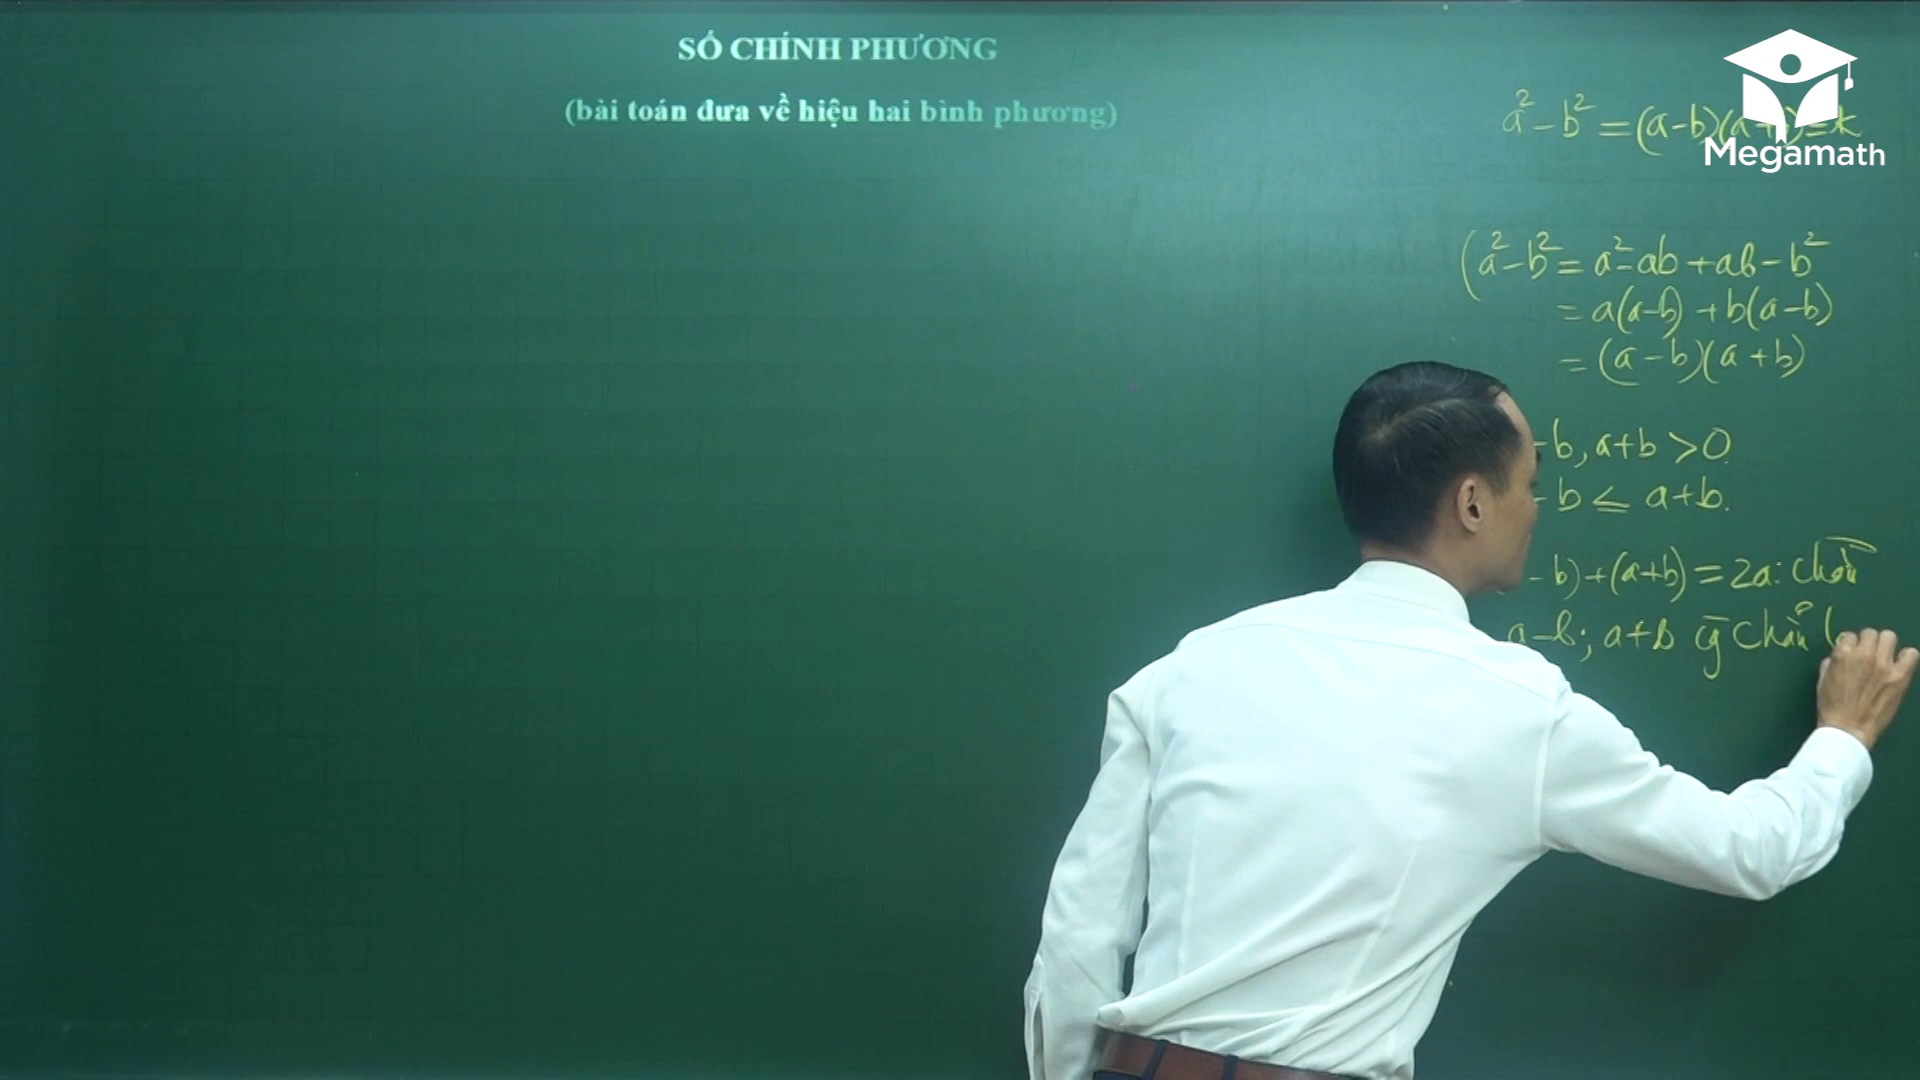 SỐ CHÍNH PHƯƠNG
(bài toán đưa về hiệu hai bình phương)
Megamath
a² - b² = (a-b)(a+b) = k
(a² - b² = a² - ab + ab - b²
= a(a-b) + b(a-b)
= (a-b)(a+b)
-b, a+b > 0.
-b ≤ a+b.
-b) + (a+b) = 2a: chẵn
a-b; a+b cg chẵn